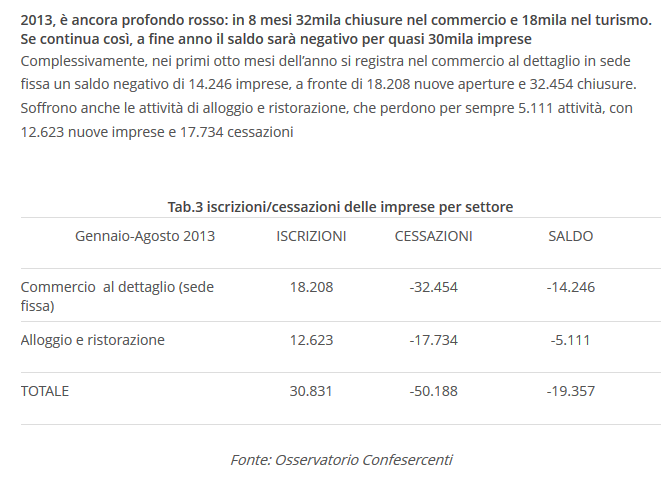 2013, è ancora profondo rosso: in 8 mesi 32mila chiusure nel commercio e 18mila nel turismo.
Se continua così, a fine anno il saldo sarà negativo per quasi 30mila imprese
Complessivamente, nei primi otto mesi dell’anno si registra nel commercio al dettaglio in sede
fissa un saldo negativo di 14.246 imprese, a fronte di 18.208 nuove aperture e 32.454 chiusure.
Soffrono anche le attività di alloggio e ristorazione, che perdono per sempre 5.111 attività, con
12.623 nuove imprese e 17.734 cessazioni
Tab.3 iscrizioni/cessazioni delle imprese per settore
Gennaio-Agosto 2013 ISCRIZIONI CESSAZIONI SALDO
Commercio al dettaglio (sede
fissa) 18.208 -32.454 -14.246
Alloggio e ristorazione 12.623 -17.734 -5.111
TOTALE 30.831 -50.188 -19.357
Fonte: Osservatorio Confesercenti